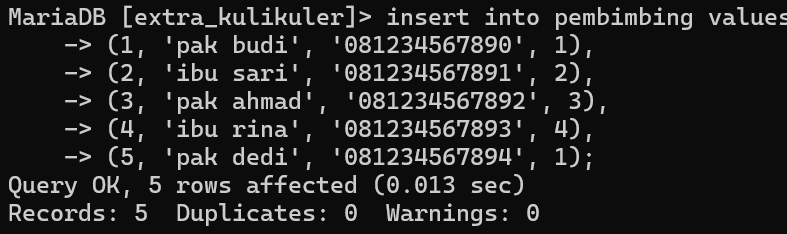 MariaDB [extra_kulikuler]> insert into pembimbing values
-> (1, 'pak budi', '081234567890', 1),
-> (2, 'ibu sari', '081234567891', 2),
-> (3, 'pak ahmad', '081234567892', 3),
-> (4, 'ibu rina', '081234567893', 4),
-> (5, 'pak dedi', '081234567894', 1);
Query OK, 5 rows affected (0.013 sec)
Records: 5  Duplicates: 0  Warnings: 0